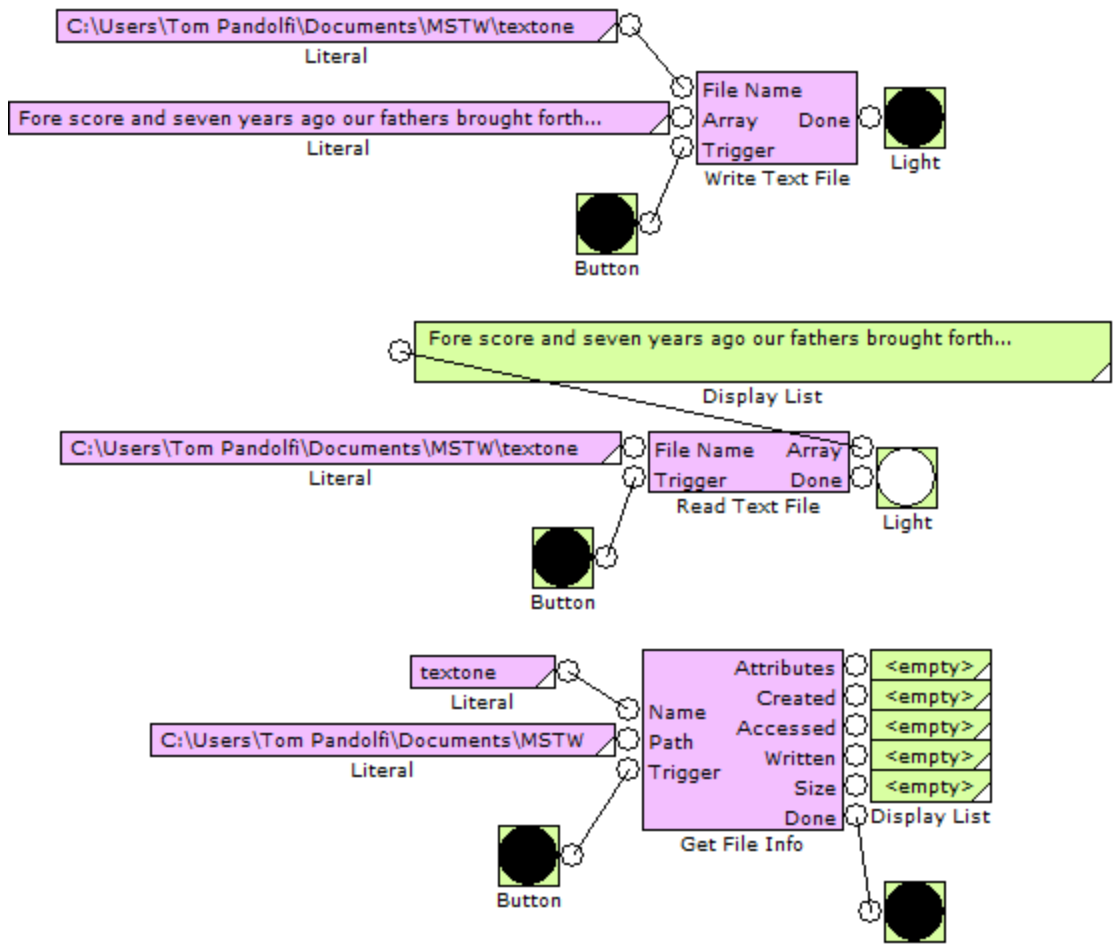 C:\Users\Tom Pandolfi\Documents\MSTW\textone
Literal
File Name
Fore score and seven years ago our fathers brought forth...
Array Done
Literal
Trigger
Light
Write Text File
Button
Fore score and seven years ago our fathers brought forth...
Display List
C:\Users\Tom Pandolfi\Documents\MSTW\textone
File Name Array
Literal
Trigger Done
Read Text File
Light
Button
textone
Literal
Attributes <empty>
Created <empty>
Name
C:\Users\Tom Pandolfi\Documents\MSTW
Path
Accessed <empty>
Literal
Trigger
Written <empty>
Size <empty>
Done
Display List
Get File Info
Button